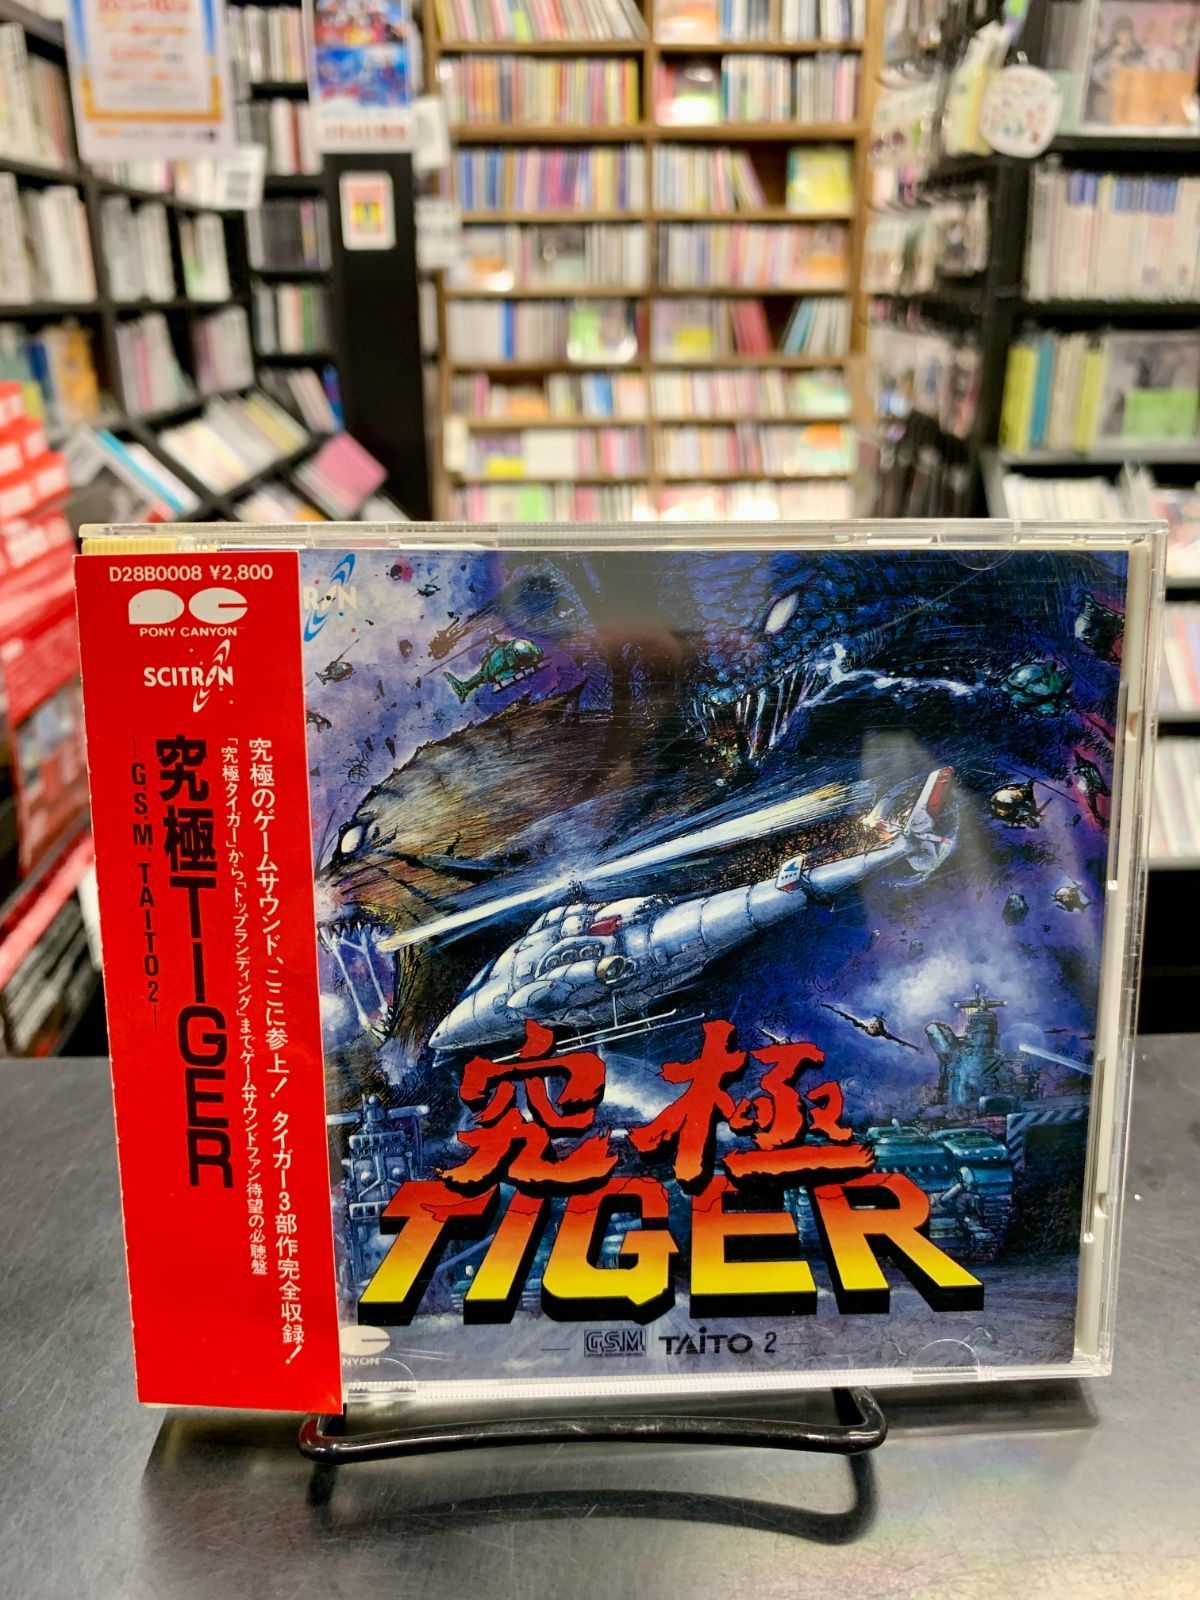 D28B0008 ¥2,800
PONY CANYON
SCITRON
究極TIGER
—G.S.M. TAITO 2—
究極のゲームサウンド、ここに参上! タイガー3部作完全収録!
「究極タイガー」から「トップランディング」までゲームサウンドファン待望の必聴盤
RON
究極
TIGER
GSM TAITO 2
NYON